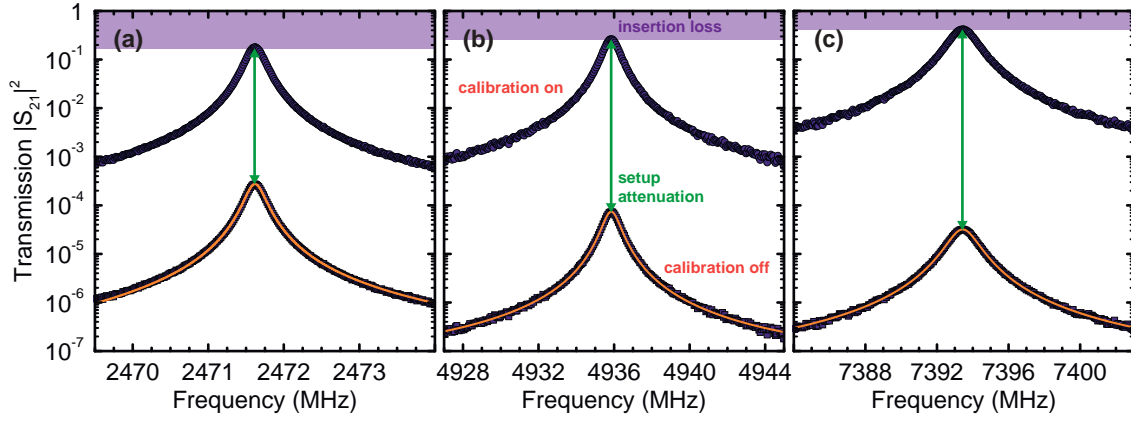 Transmission |S21|^2
1
10^-1
10^-2
10^-3
10^-4
10^-5
10^-6
10^-7
(a)
(b)
insertion loss
(c)
calibration on
setup
attenuation
calibration off
2470 2471 2472 2473
4928 4932 4936 4940 4944
7388 7392 7396 7400
Frequency (MHz)
Frequency (MHz)
Frequency (MHz)